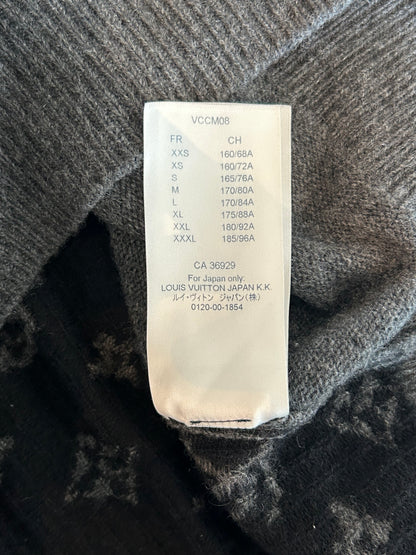 VCCM08
FR CH
XXS 160/68A
XS 160/72A
S 165/76A
M 170/80A
L 170/84A
XL 175/88A
XXL 180/92A
XXXL 185/96A
CA 36929
For Japan only:
LOUIS VUITTON JAPAN K.K.
ルイ・ヴィトン ジャパン(株)
0120-00-1854